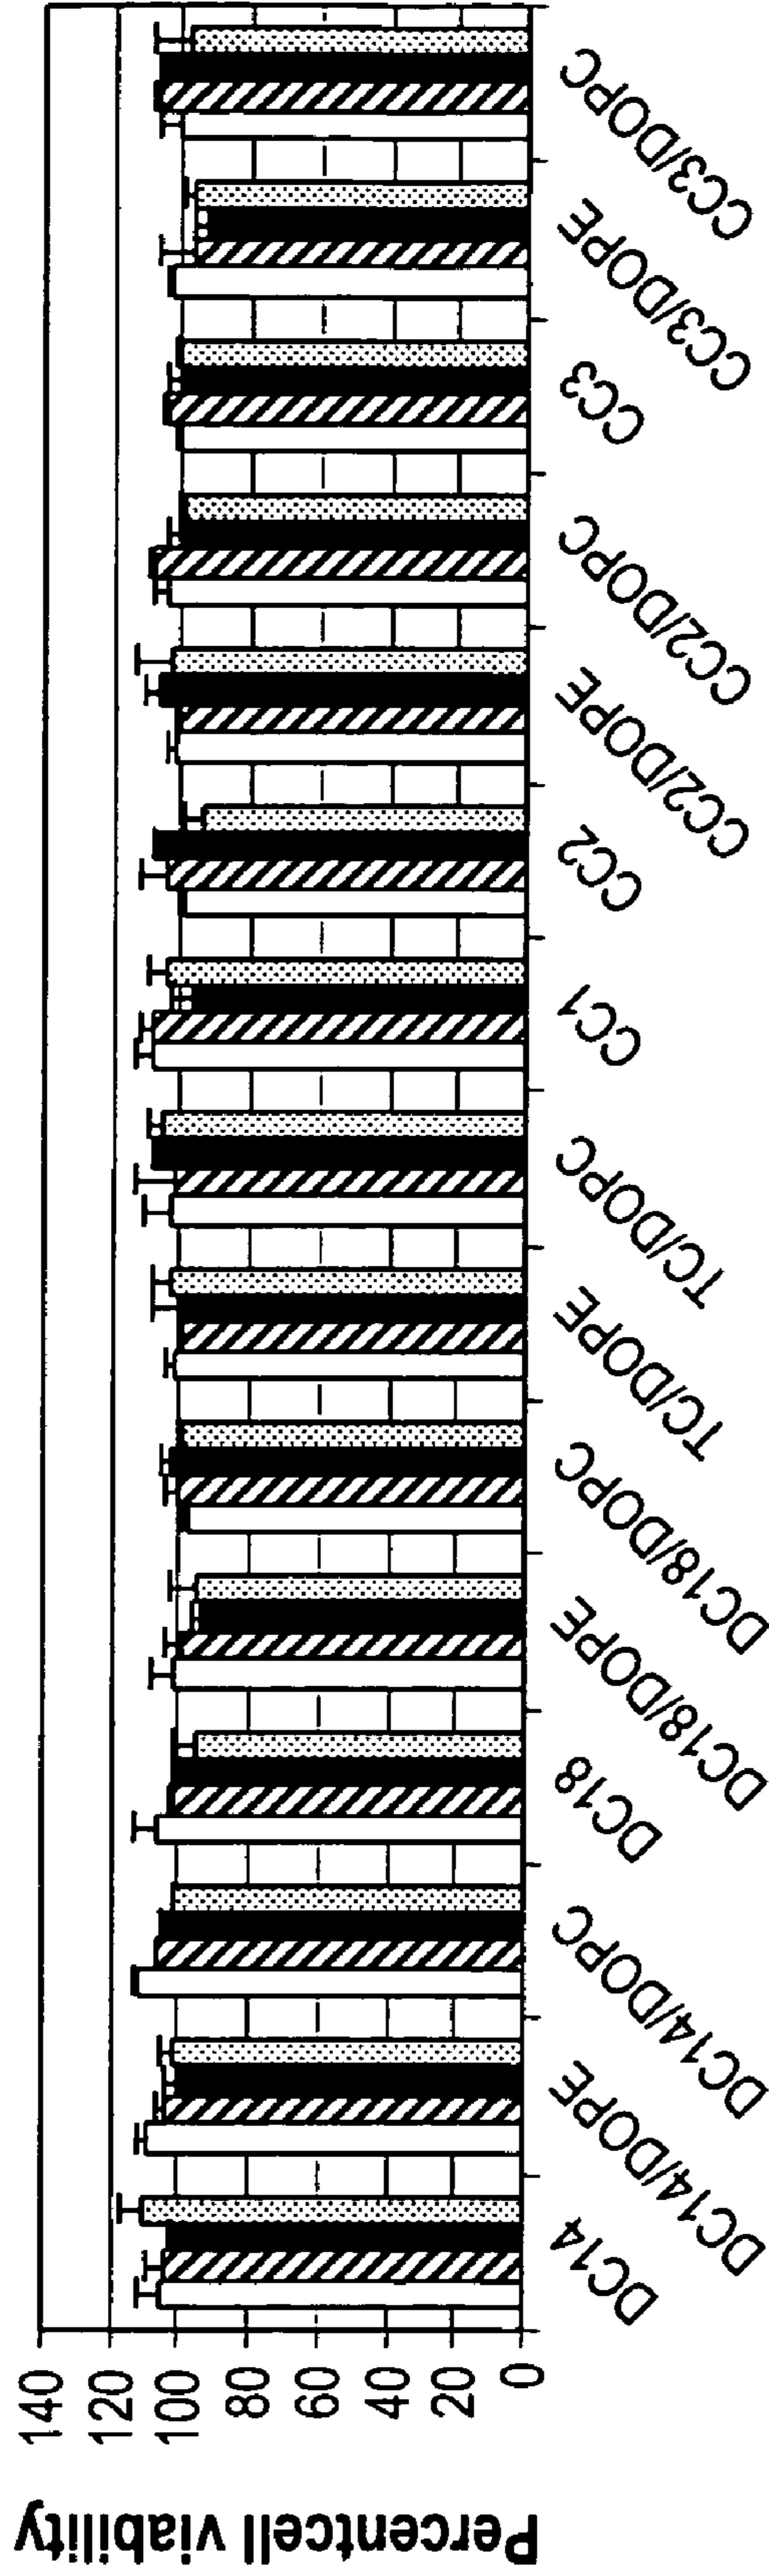 Percentcell viability
140
120
100
80
60
40
20
0
DC14
DC14/DOPE
DC14/DOPC
DC18
DC18/DOPE
DC18/DOPC
TC/DOPE
TC/DOPC
CC1
CC2
CC2/DOPE
CC2/DOPC
CC3
CC3/DOPE
CC3/DOPC